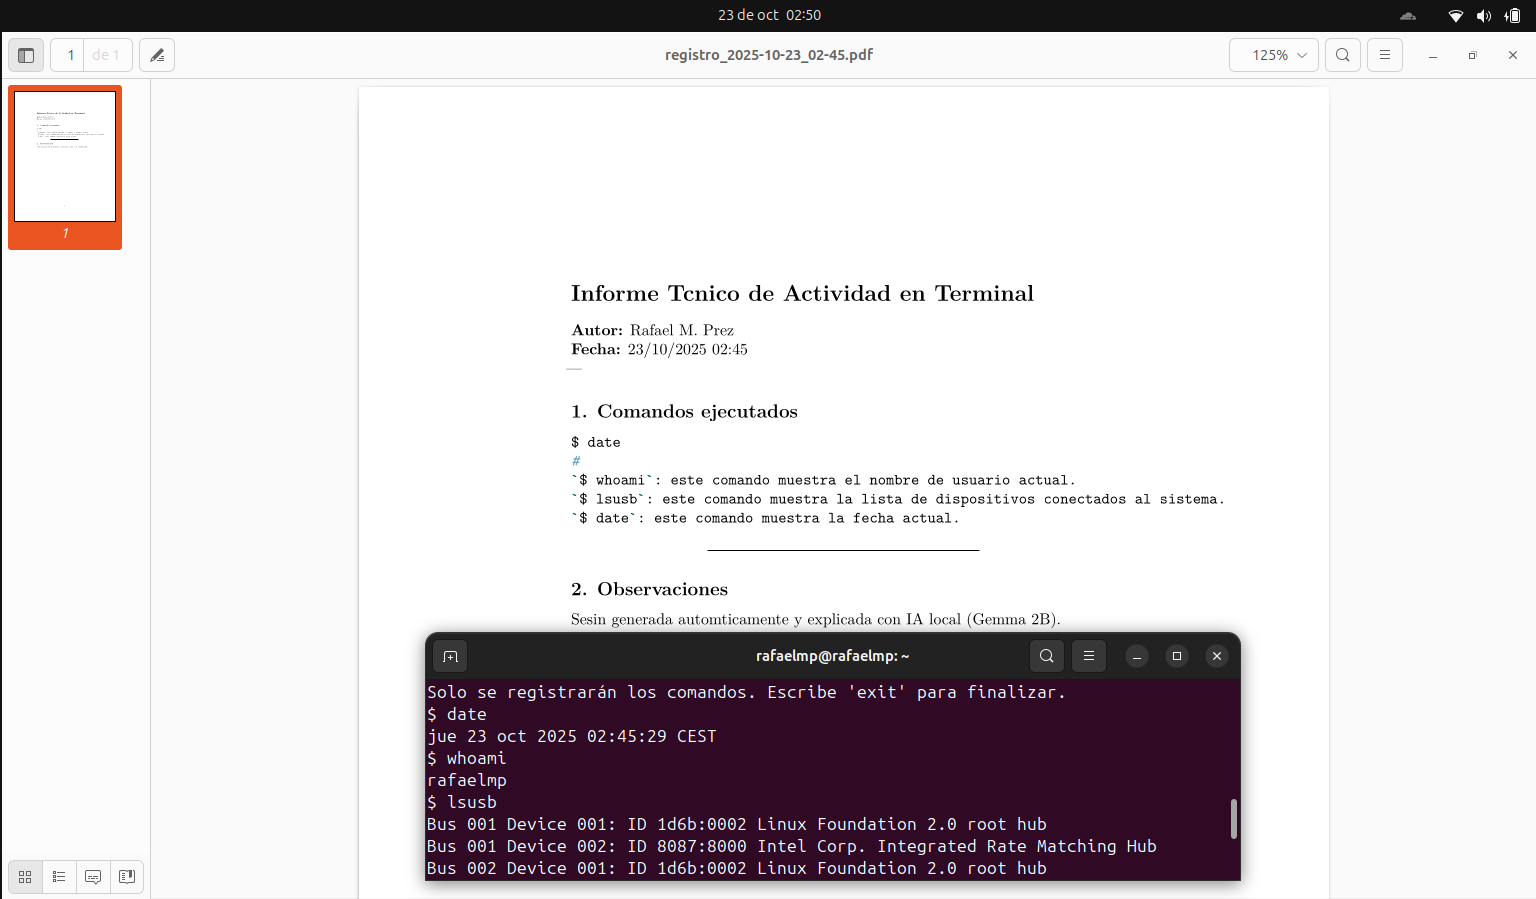 23 de oct 02:50
1 de 1
registro_2025-10-23_02-45.pdf
125%
1
Informe Tcnico de Actividad en Terminal
Autor: Rafael M. Prez
Fecha: 23/10/2025 02:45
1. Comandos ejecutados
$ date
#
`$ whoami`: este comando muestra el nombre de usuario actual.
`$ lsusb`: este comando muestra la lista de dispositivos conectados al sistema.
`$ date`: este comando muestra la fecha actual.
2. Observaciones
Sesin generada automticamente y explicada con IA local (Gemma 2B).
rafaelmp@rafaelmp: ~
Solo se registrarán los comandos. Escribe 'exit' para finalizar.
$ date
jue 23 oct 2025 02:45:29 CEST
$ whoami
rafaelmp
$ lsusb
Bus 001 Device 001: ID 1d6b:0002 Linux Foundation 2.0 root hub
Bus 001 Device 002: ID 8087:8000 Intel Corp. Integrated Rate Matching Hub
Bus 002 Device 001: ID 1d6b:0002 Linux Foundation 2.0 root hub